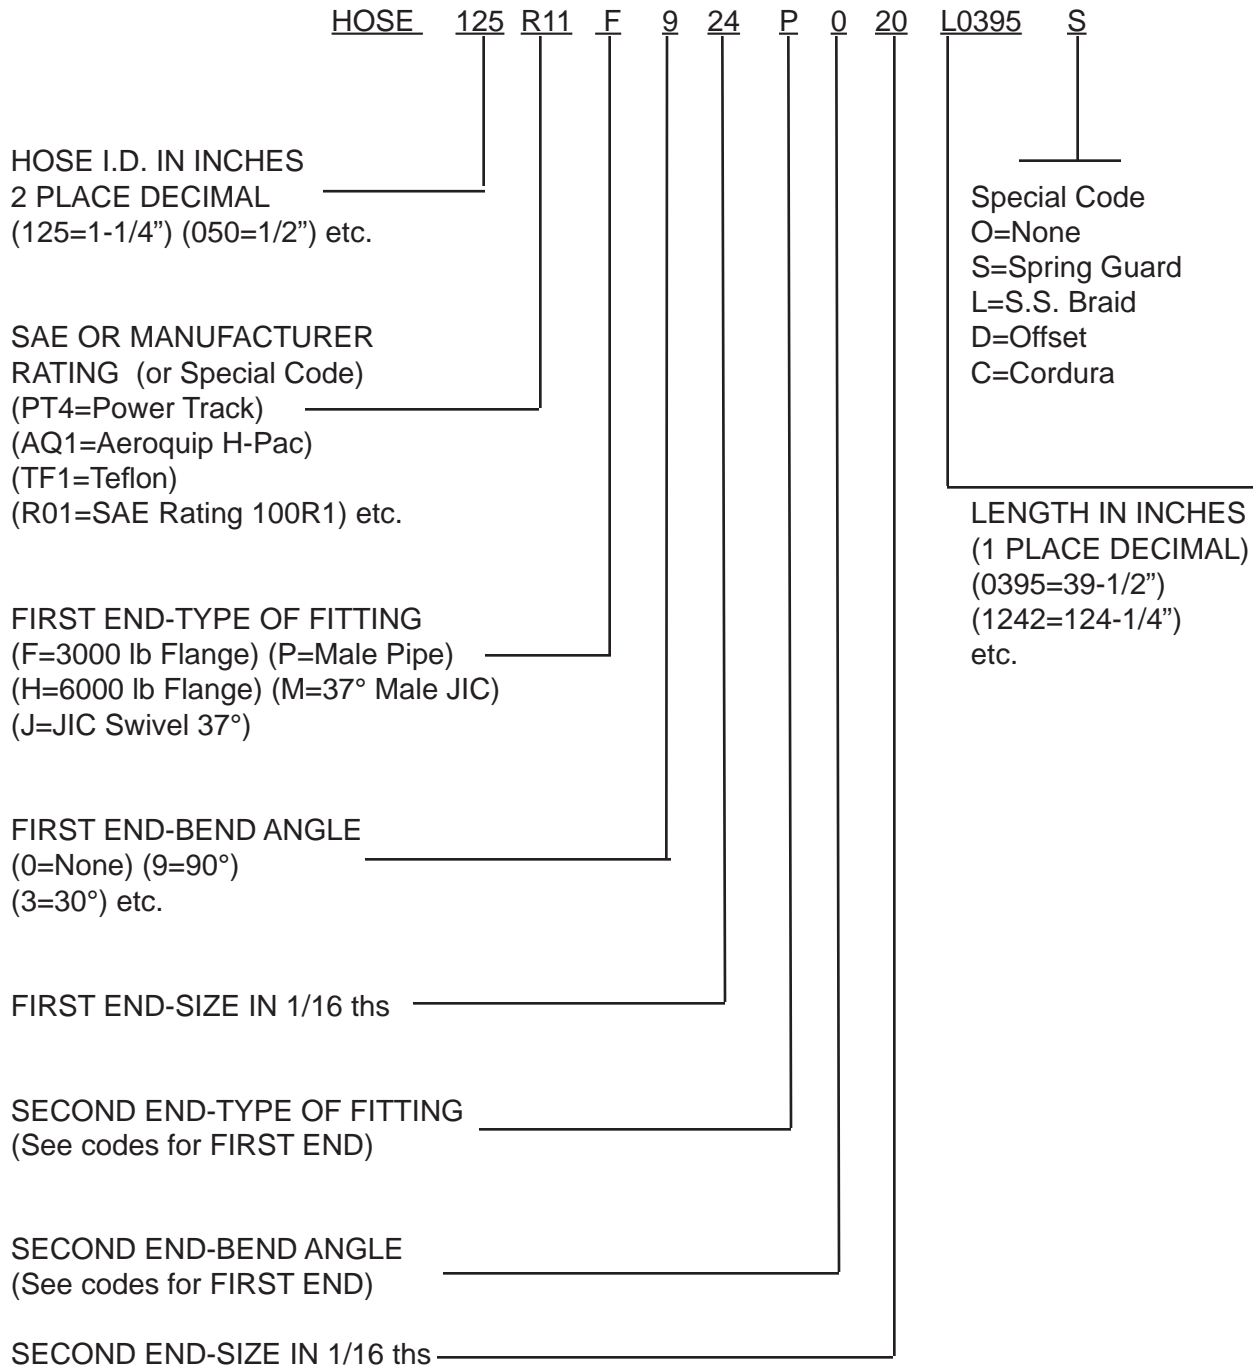 HOSE 125 R11 F 9 24 P 0 20 L0395 S
HOSE I.D. IN INCHES
2 PLACE DECIMAL
(125=1-1/4”) (050=1/2”) etc.
SAE OR MANUFACTURER
RATING (or Special Code)
(PT4=Power Track)
(AQ1=Aeroquip H-Pac)
(TF1=Teflon)
(R01=SAE Rating 100R1) etc.
FIRST END-TYPE OF FITTING
(F=3000 lb Flange) (P=Male Pipe)
(H=6000 lb Flange) (M=37° Male JIC)
(J=JIC Swivel 37°)
FIRST END-BEND ANGLE
(0=None) (9=90°)
(3=30°) etc.
FIRST END-SIZE IN 1/16 ths
SECOND END-TYPE OF FITTING
(See codes for FIRST END)
SECOND END-BEND ANGLE
(See codes for FIRST END)
SECOND END-SIZE IN 1/16 ths
Special Code
O=None
S=Spring Guard
L=S.S. Braid
D=Offset
C=Cordura
LENGTH IN INCHES
(1 PLACE DECIMAL)
(0395=39-1/2”)
(1242=124-1/4”)
etc.